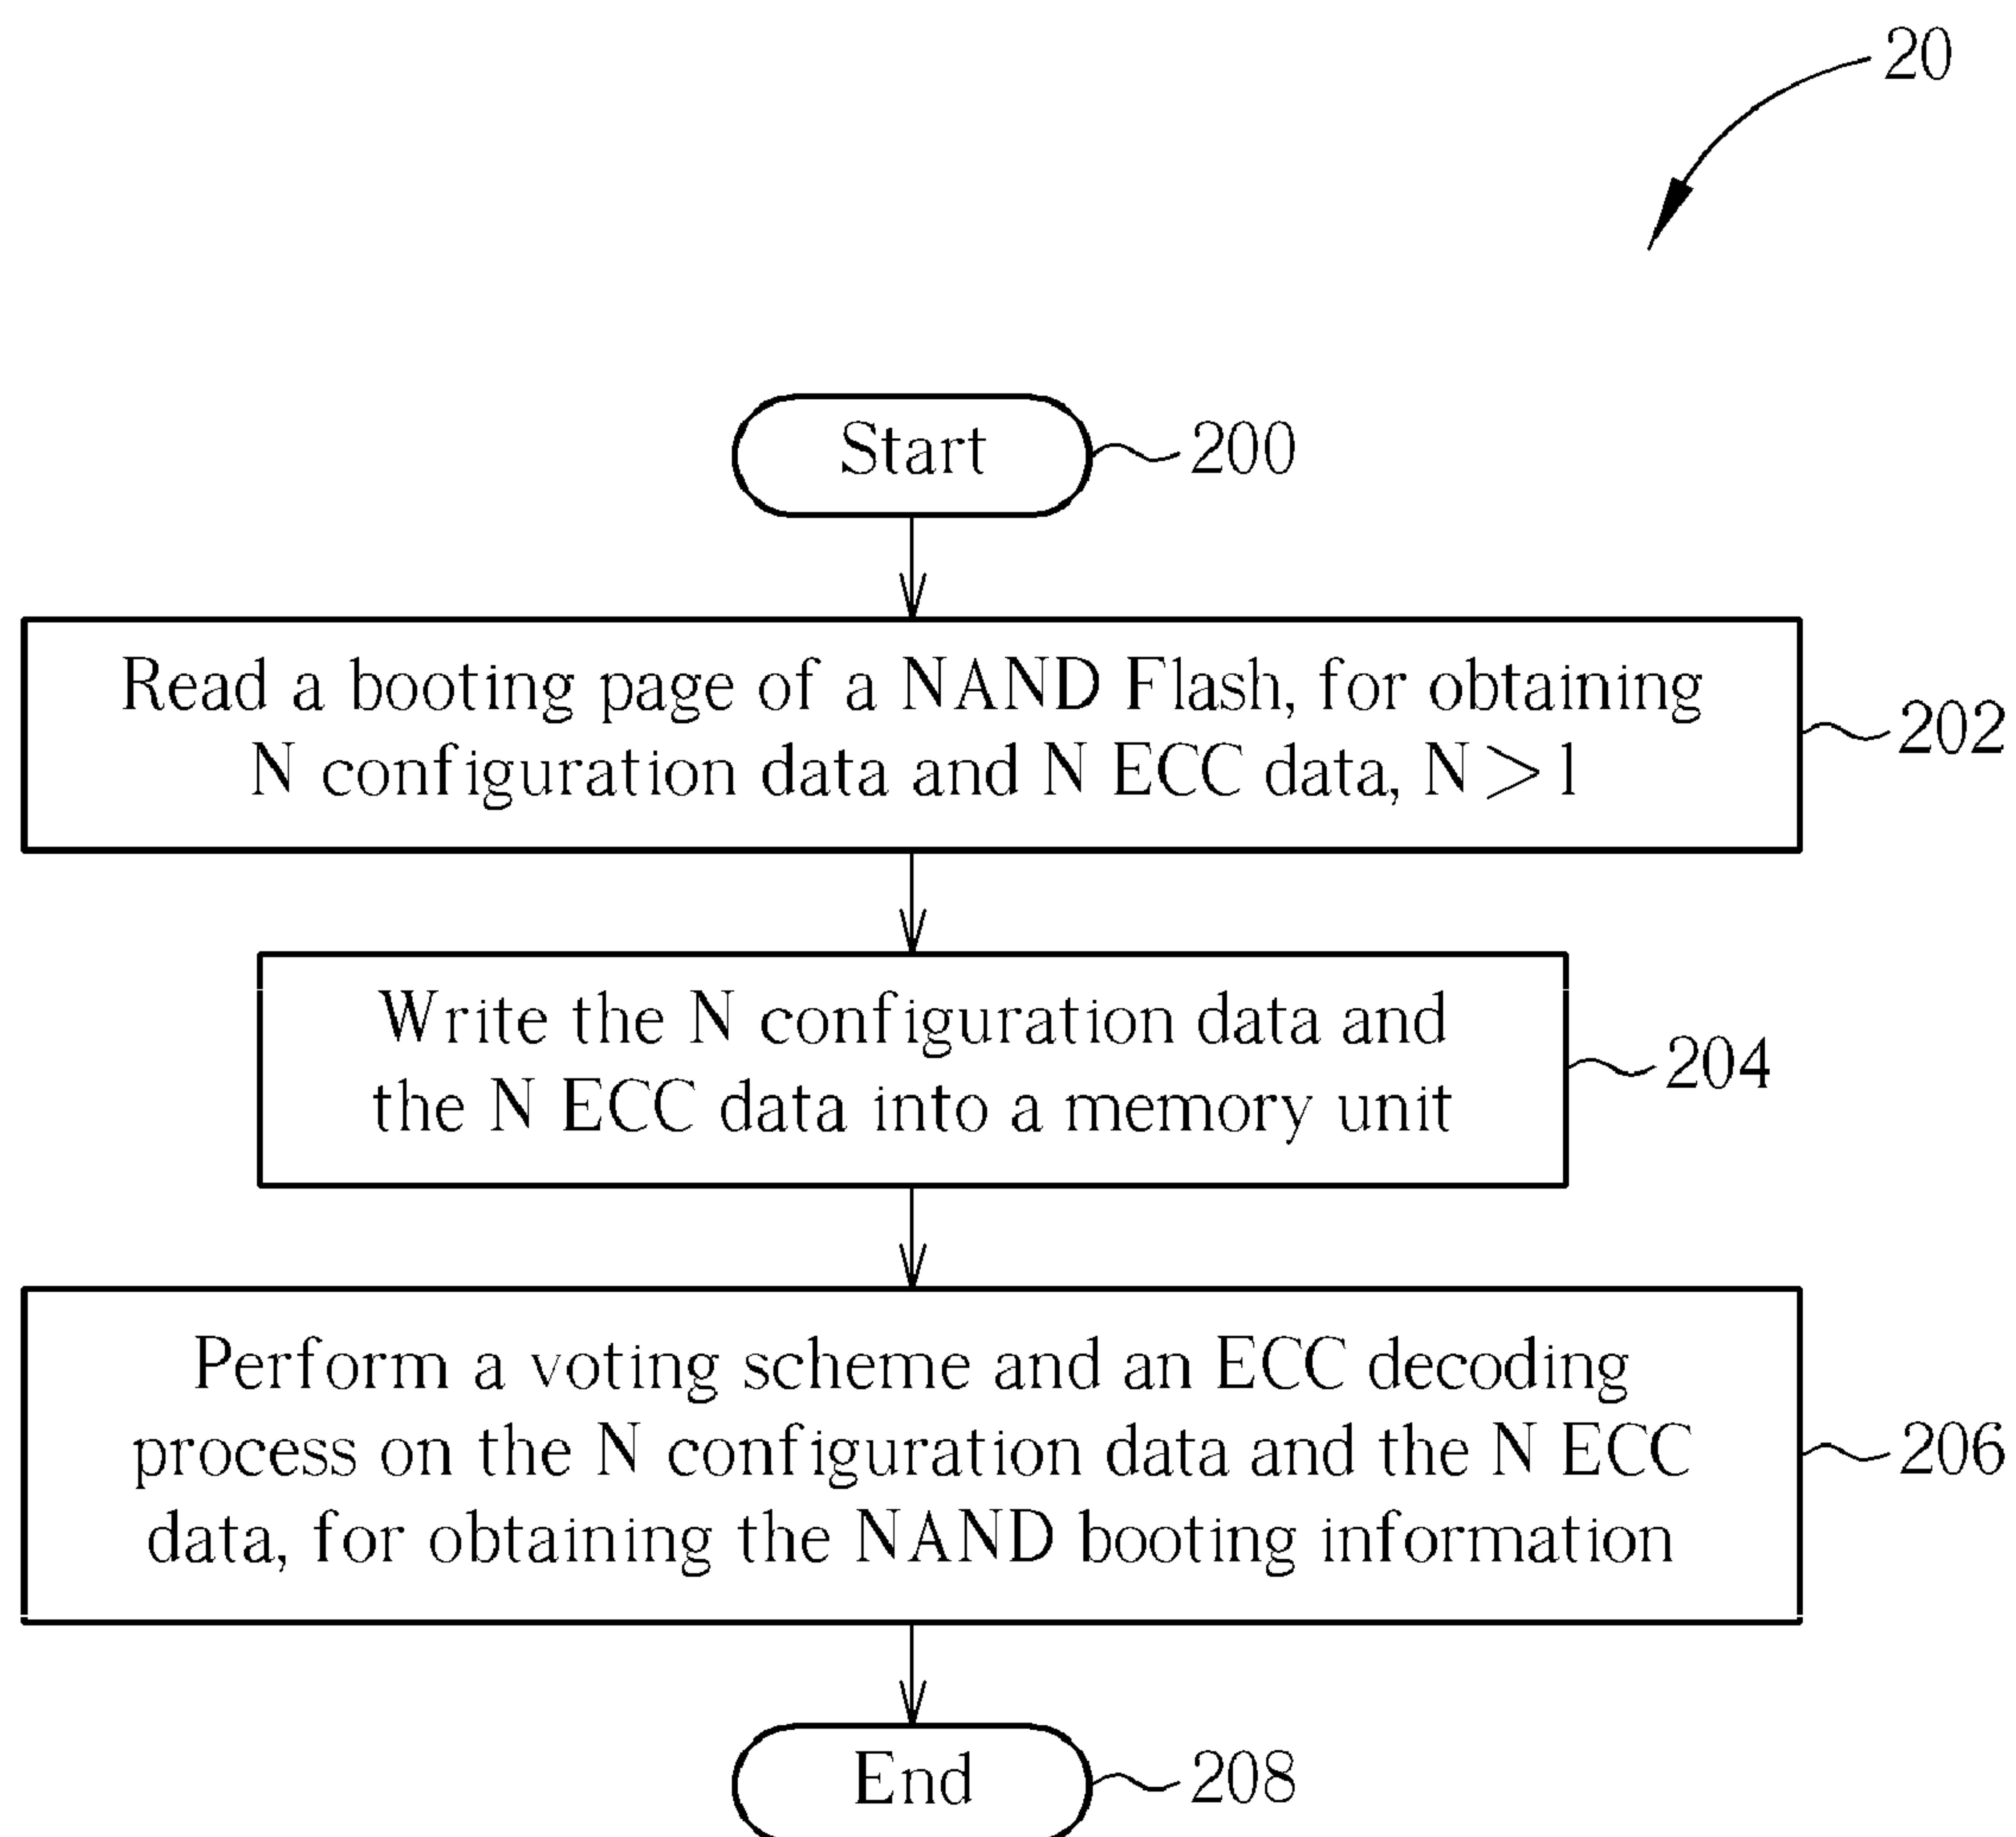 20
Start
200
Read a booting page of a NAND Flash, for obtaining
N configuration data and N ECC data, N>1
202
Write the N configuration data and
the N ECC data into a memory unit
204
Perform a voting scheme and an ECC decoding
process on the N configuration data and the N ECC
data, for obtaining the NAND booting information
206
End
208